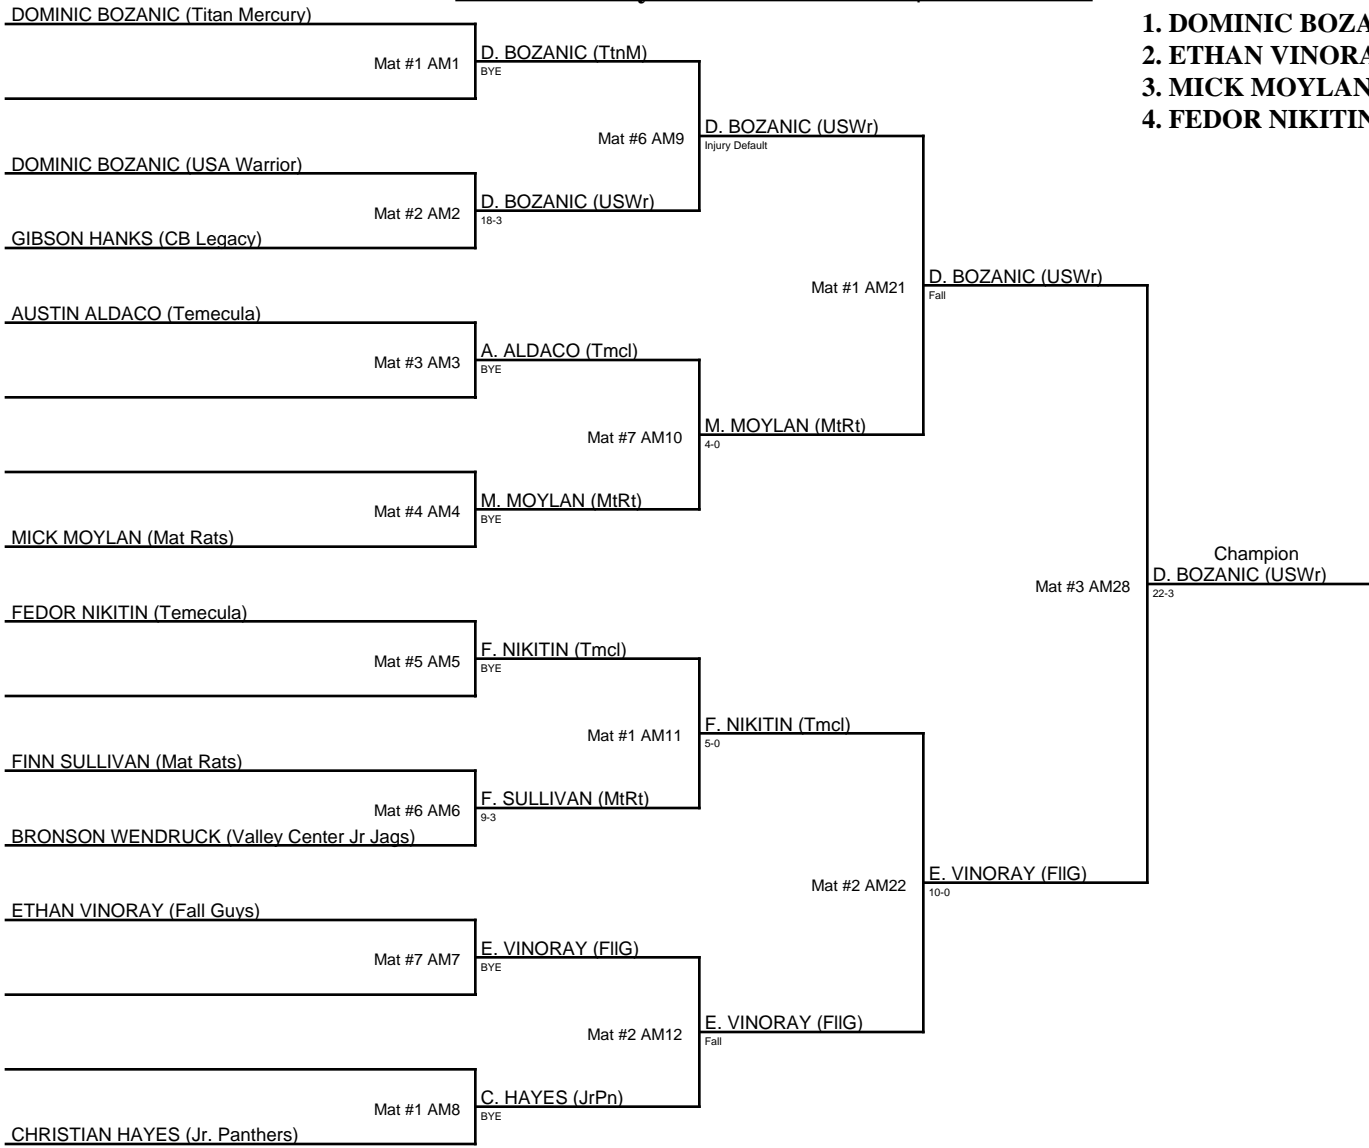 1. DOMINIC BOZA
2. ETHAN VINORA
3. MICK MOYLAN
4. FEDOR NIKITIN
DOMINIC BOZANIC (Titan Mercury)
Mat #1 AM1
D. BOZANIC (TtnM)
BYE
Mat #6 AM9
D. BOZANIC (USWr)
Injury Default
DOMINIC BOZANIC (USA Warrior)
Mat #2 AM2
D. BOZANIC (USWr)
18-3
GIBSON HANKS (CB Legacy)
Mat #1 AM21
D. BOZANIC (USWr)
Fall
AUSTIN ALDACO (Temecula)
Mat #3 AM3
A. ALDACO (Tmcl)
BYE
Mat #7 AM10
M. MOYLAN (MtRt)
4-0
Mat #4 AM4
M. MOYLAN (MtRt)
BYE
MICK MOYLAN (Mat Rats)
Mat #3 AM28
Champion
D. BOZANIC (USWr)
22-3
FEDOR NIKITIN (Temecula)
Mat #5 AM5
F. NIKITIN (Tmcl)
BYE
Mat #1 AM11
F. NIKITIN (Tmcl)
5-0
FINN SULLIVAN (Mat Rats)
Mat #6 AM6
F. SULLIVAN (MtRt)
9-3
BRONSON WENDRUCK (Valley Center Jr Jags)
Mat #2 AM22
E. VINORAY (FllG)
10-0
ETHAN VINORAY (Fall Guys)
Mat #7 AM7
E. VINORAY (FllG)
BYE
Mat #2 AM12
E. VINORAY (FllG)
Fall
Mat #1 AM8
C. HAYES (JrPn)
BYE
CHRISTIAN HAYES (Jr. Panthers)